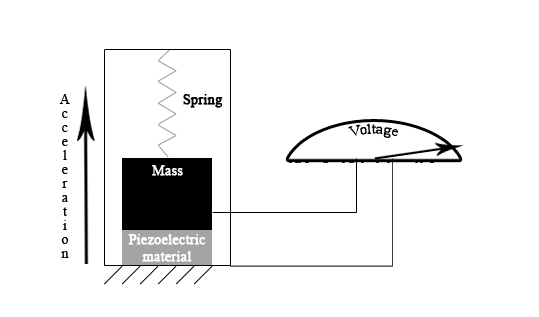 Acceleration
Spring
Voltage
Mass
Piezoelectric
material